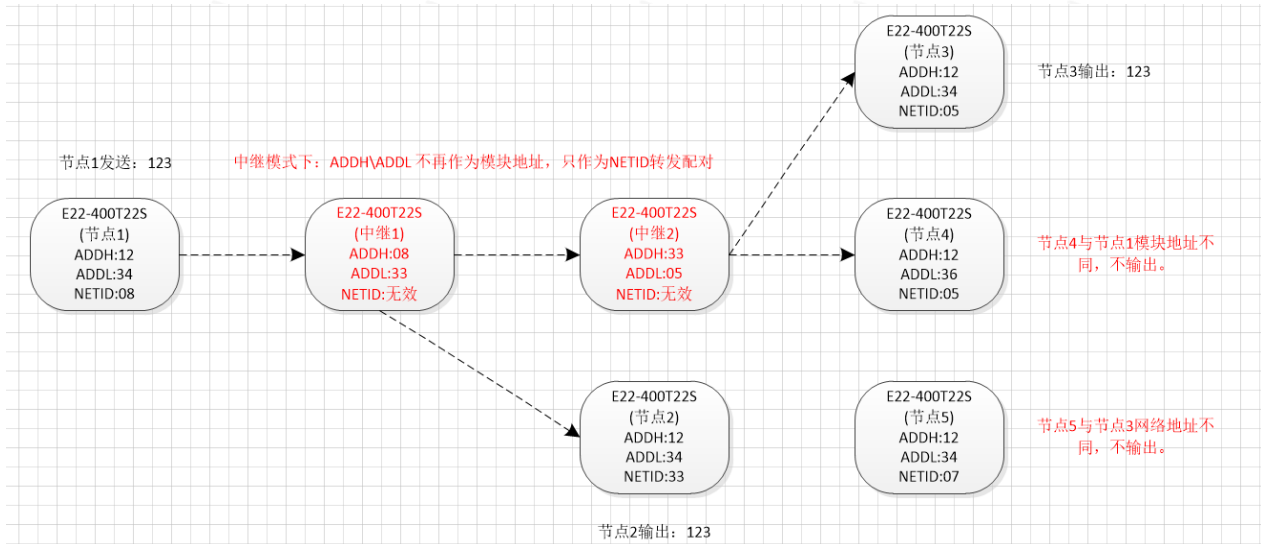 E22-400T22S
(节点3)
ADDH:12
ADDL:34
NETID:05
节点3输出：123
节点1发送：123
中继模式下：ADDH\ADDL 不再作为模块地址，只作为NETID转发配对
E22-400T22S
(节点1)
ADDH:12
ADDL:34
NETID:08
E22-400T22S
(中继1)
ADDH:08
ADDL:33
NETID:无效
E22-400T22S
(中继2)
ADDH:33
ADDL:05
NETID:无效
E22-400T22S
(节点4)
ADDH:12
ADDL:36
NETID:05
节点4与节点1模块地址不
同，不输出。
E22-400T22S
(节点2)
ADDH:12
ADDL:34
NETID:33
E22-400T22S
(节点5)
ADDH:12
ADDL:34
NETID:07
节点5与节点3网络地址不
同，不输出。
节点2输出：123